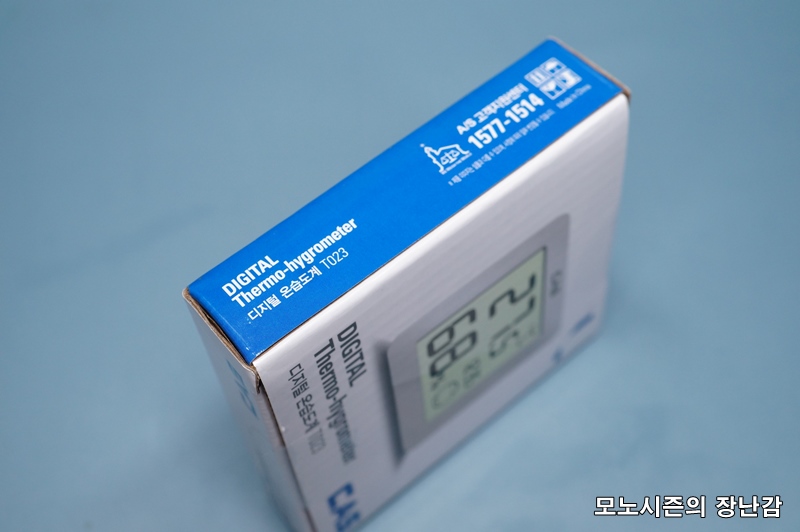 DIGITAL
Thermo-hygrometer
디지털 온습도계 T023
A/S 고객지원센터
1577-1514
Made in China
DIGITAL
Thermo-hygrometer
디지털 온습도계 T023
CAS
27.5
68%
모노시즌의 장난감